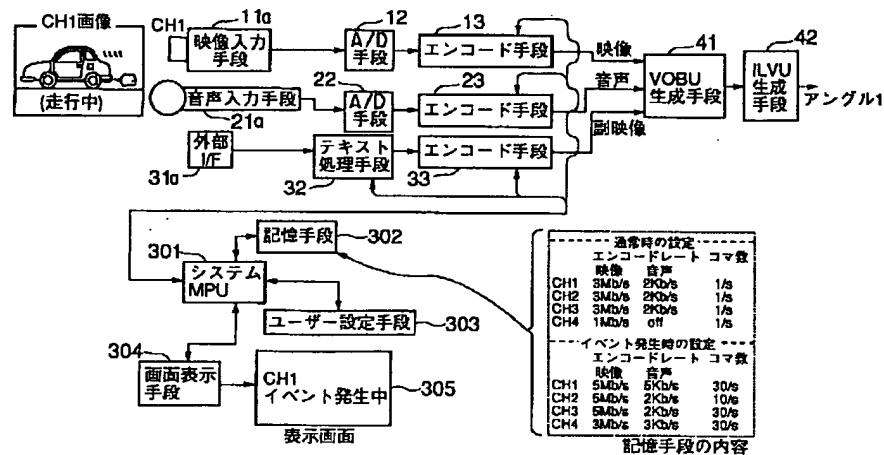 CH1画像
(走行中)
CH1
11a
映像入力
手段
12
A/D
手段
13
エンコード手段
映像
21a
音声入力手段
22
A/D
手段
23
エンコード手段
音声
31a
外部
I/F
32
テキスト
処理手段
33
エンコード手段
副映像
41
VOBU
生成手段
42
ILVU
生成
手段
アングル1
301
システム
MPU
記憶手段
302
ユーザー設定手段
303
304
画面表示
手段
CH1
イベント発生中
305
表示画面
通常時の設定
エンコードレート コマ数
映像 音声
CH1 3Mb/s 2Kb/s 1/s
CH2 3Mb/s 2Kb/s 1/s
CH3 3Mb/s 2Kb/s 1/s
CH4 1Mb/s off 1/s
イベント発生時の設定
エンコードレート コマ数
映像 音声
CH1 5Mb/s 5Kb/s 30/s
CH2 5Mb/s 2Kb/s 10/s
CH3 5Mb/s 2Kb/s 30/s
CH4 3Mb/s 3Kb/s 30/s
記憶手段の内容